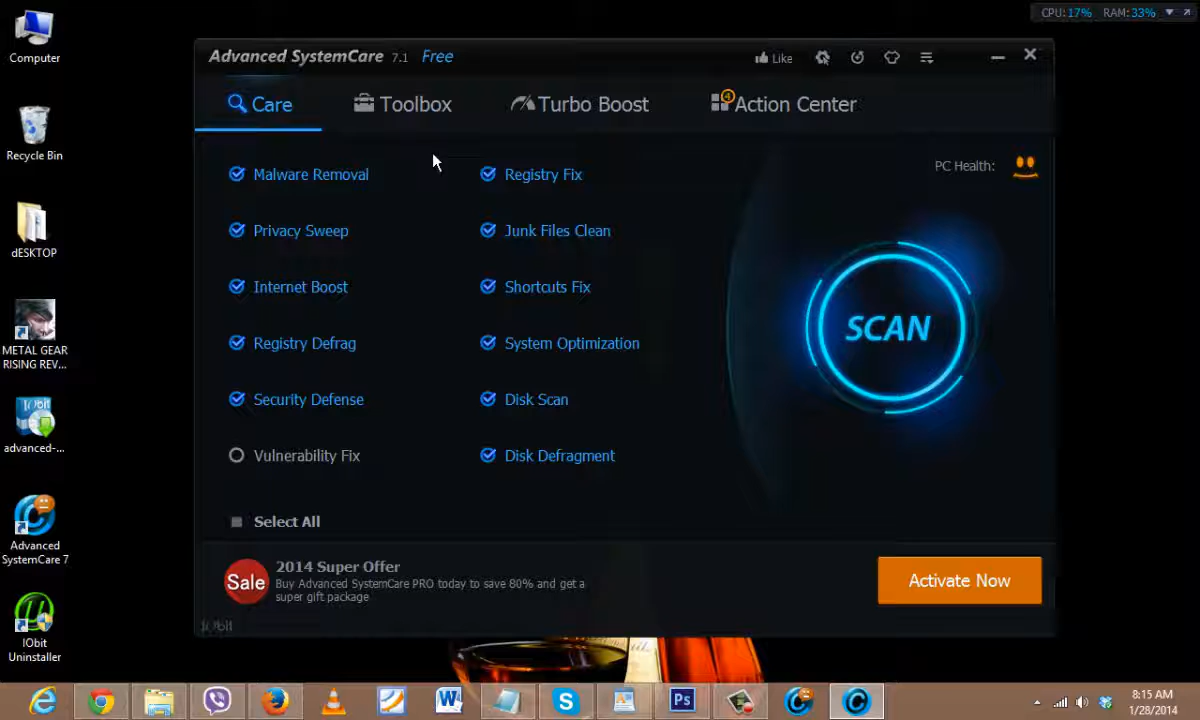 CPU: 17% RAM: 33%
Computer
Recycle Bin
dESKTOP
METAL GEAR
RISING REV...
advanced-...
Advanced
SystemCare 7
IObit
Uninstaller
Advanced SystemCare 7.1 Free
Like
Care
Toolbox
Turbo Boost
4
Action Center
Malware Removal
Registry Fix
Privacy Sweep
Junk Files Clean
Internet Boost
Shortcuts Fix
Registry Defrag
System Optimization
Security Defense
Disk Scan
Vulnerability Fix
Disk Defragment
Select All
PC Health:
SCAN
Sale
2014 Super Offer
Buy Advanced SystemCare PRO today to save 80% and get a
super gift package
Activate Now
IObit
8:15 AM
1/28/2014